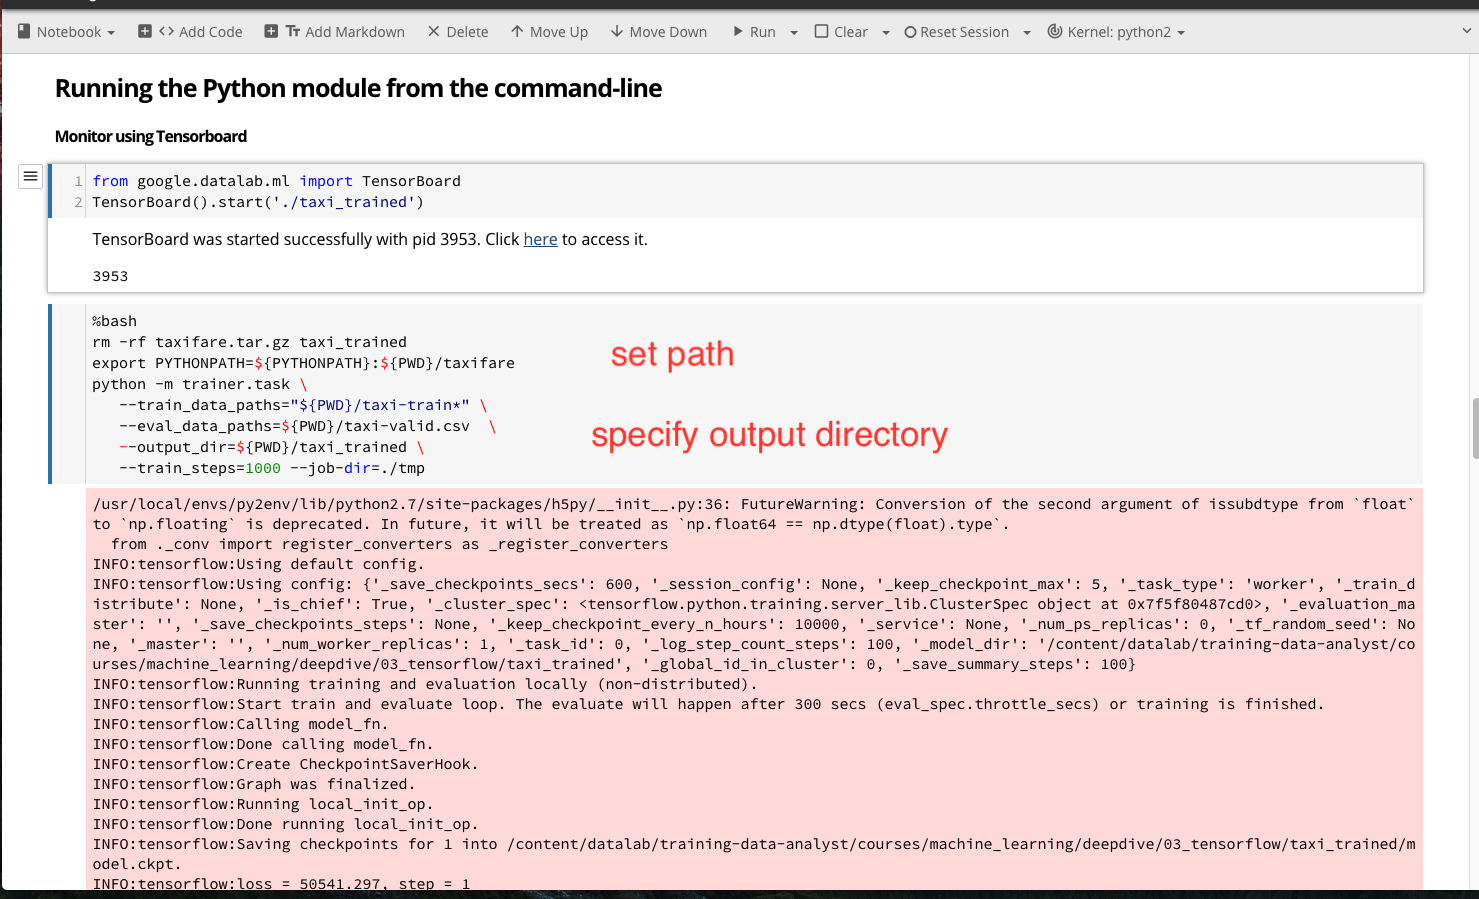 Notebook Add Code Add Markdown Delete Move Up Move Down Run Clear Reset Session Kernel: python2
Running the Python module from the command-line
Monitor using Tensorboard
1 from google.datalab.ml import TensorBoard
2 TensorBoard().start('./taxi_trained')
TensorBoard was started successfully with pid 3953. Click here to access it.
3953
%bash
rm -rf taxifare.tar.gz taxi_trained
set path
export PYTHONPATH=${PYTHONPATH}:${PWD}/taxifare
python -m trainer.task \
--train_data_paths="${PWD}/taxi-train*" \
--eval_data_paths=${PWD}/taxi-valid.csv \
specify output directory
--output_dir=${PWD}/taxi_trained \
--train_steps=1000 --job-dir=./tmp
/usr/local/envs/py2env/lib/python2.7/site-packages/h5py/__init__.py:36: FutureWarning: Conversion of the second argument of issubdtype from `float`
to `np.floating` is deprecated. In future, it will be treated as `np.float64 == np.dtype(float).type`.
from ._conv import register_converters as _register_converters
INFO:tensorflow:Using default config.
INFO:tensorflow:Using config: {'_save_checkpoints_secs': 600, '_session_config': None, '_keep_checkpoint_max': 5, '_task_type': 'worker', '_train_d
istribute': None, '_is_chief': True, '_cluster_spec': <tensorflow.python.training.server_lib.ClusterSpec object at 0x7f5f80487cd0>, '_evaluation_ma
ster': '', '_save_checkpoints_steps': None, '_keep_checkpoint_every_n_hours': 10000, '_service': None, '_num_ps_replicas': 0, '_tf_random_seed': No
ne, '_master': '', '_num_worker_replicas': 1, '_task_id': 0, '_log_step_count_steps': 100, '_model_dir': '/content/datalab/training-data-analyst/co
urses/machine_learning/deepdive/03_tensorflow/taxi_trained', '_global_id_in_cluster': 0, '_save_summary_steps': 100}
INFO:tensorflow:Running training and evaluation locally (non-distributed).
INFO:tensorflow:Start train and evaluate loop. The evaluate will happen after 300 secs (eval_spec.throttle_secs) or training is finished.
INFO:tensorflow:Calling model_fn.
INFO:tensorflow:Done calling model_fn.
INFO:tensorflow:Create CheckpointSaverHook.
INFO:tensorflow:Graph was finalized.
INFO:tensorflow:Running local_init_op.
INFO:tensorflow:Done running local_init_op.
INFO:tensorflow:Saving checkpoints for 1 into /content/datalab/training-data-analyst/courses/machine_learning/deepdive/03_tensorflow/taxi_trained/m
odel.ckpt.
INFO:tensorflow:loss = 50541.297, step = 1